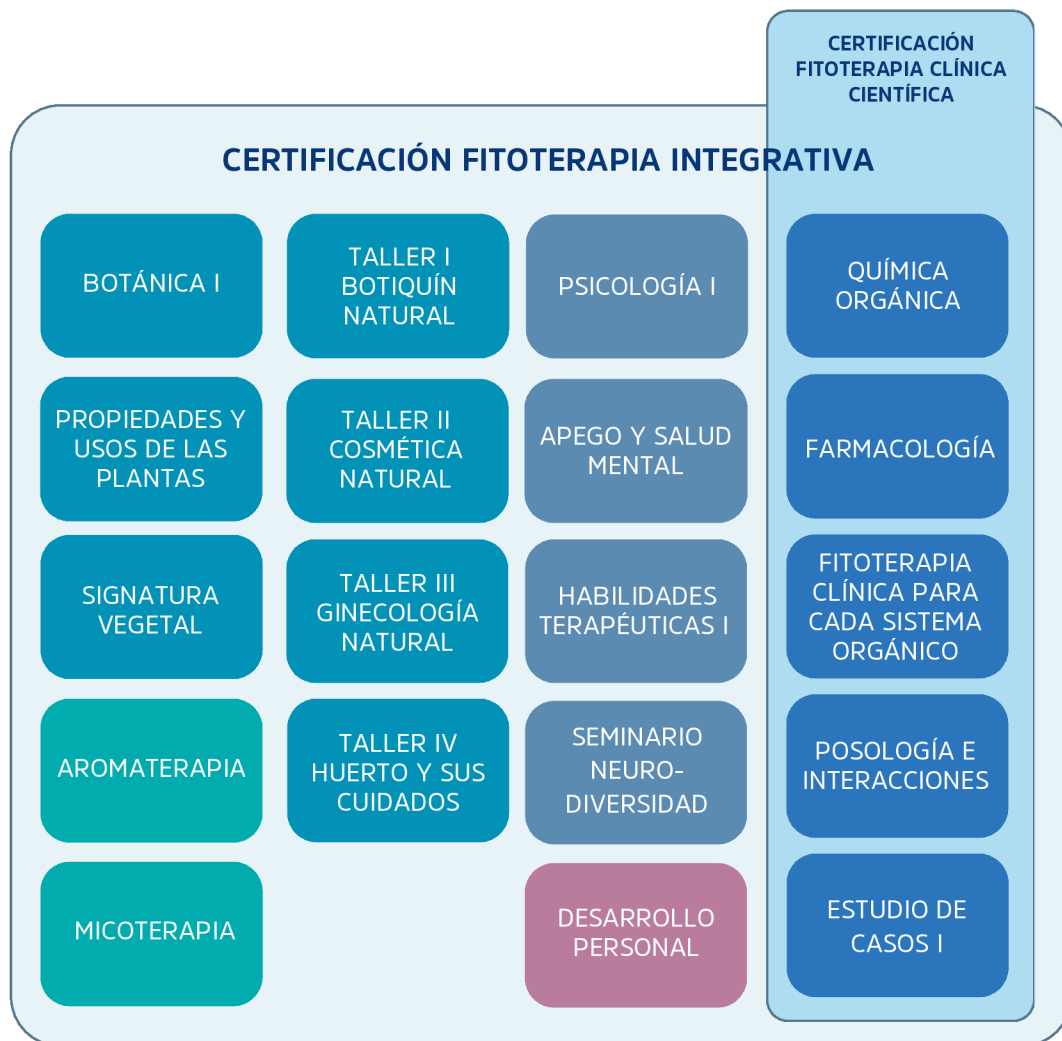 CERTIFICACIÓN
FITOTERAPIA CLÍNICA
CIENTÍFICA
CERTIFICACIÓN FITOTERAPIA INTEGRATIVA
BOTÁNICA I
PROPIEDADES Y
USOS DE LAS
PLANTAS
SIGNATURA
VEGETAL
AROMATERAPIA
MICOTERAPIA
TALLER I
BOTIQUÍN
NATURAL
TALLER II
COSMÉTICA
NATURAL
TALLER III
GINECOLOGÍA
NATURAL
TALLER IV
HUERTO Y SUS
CUIDADOS
PSICOLOGÍA I
APEGO Y SALUD
MENTAL
HABILIDADES
TERAPÉUTICAS I
SEMINARIO
NEURO-
DIVERSIDAD
DESARROLLO
PERSONAL
QUÍMICA
ORGÁNICA
FARMACOLOGÍA
FITOTERAPIA
CLÍNICA PARA
CADA SISTEMA
ORGÁNICO
POSOLOGÍA E
INTERACCIONES
ESTUDIO DE
CASOS I